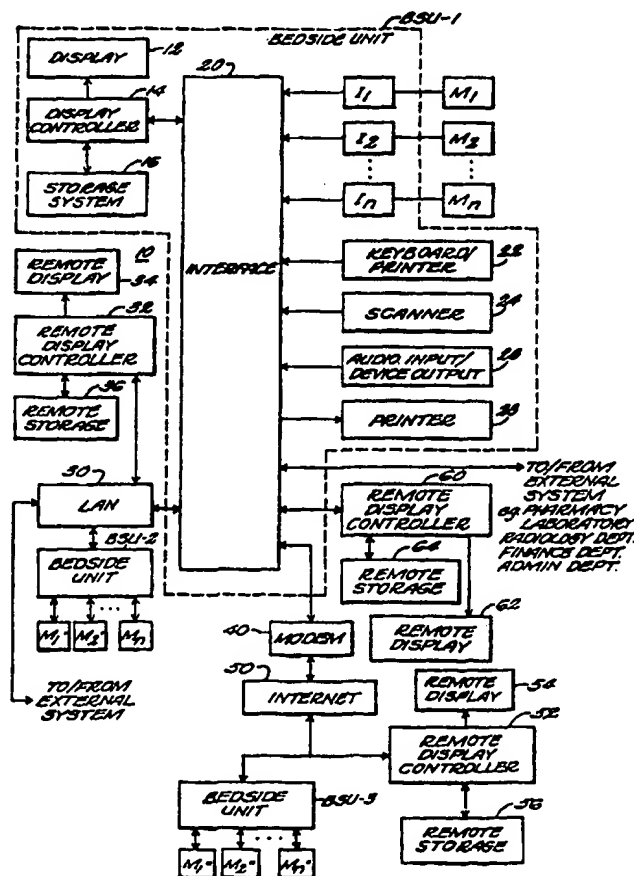 BSU-1
BEDSIDE UNIT
DISPLAY
12
20
14
DISPLAY
CONTROLLER
I1
M1
16
I2
M2
STORAGE
SYSTEM
In
Mn
10
REMOTE
DISPLAY
34
INTERFACE
KEYBOARD/
PRINTER
22
32
REMOTE
DISPLAY
CONTROLLER
SCANNER
24
AUDIO INPUT/
DEVICE OUTPUT
REMOTE
STORAGE
36
PRINTER
30
LAN
60
REMOTE
DISPLAY
CONTROLLER
TO/FROM
EXTERNAL
SYSTEM
eg. PHARMACY
LABORATORY
RADIOLOGY DEPT.
FINANCE DEPT.
ADMIN DEPT.
BSU-2
BEDSIDE
UNIT
64
REMOTE
STORAGE
M1' M2' ... Mn'
40
MODEM
62
REMOTE
DISPLAY
50
INTERNET
TO/FROM
EXTERNAL
SYSTEM
REMOTE
DISPLAY
54
52
REMOTE
DISPLAY
CONTROLLER
BEDSIDE
UNIT
BSU-3
56
REMOTE
STORAGE
M1" M2" ... Mn"